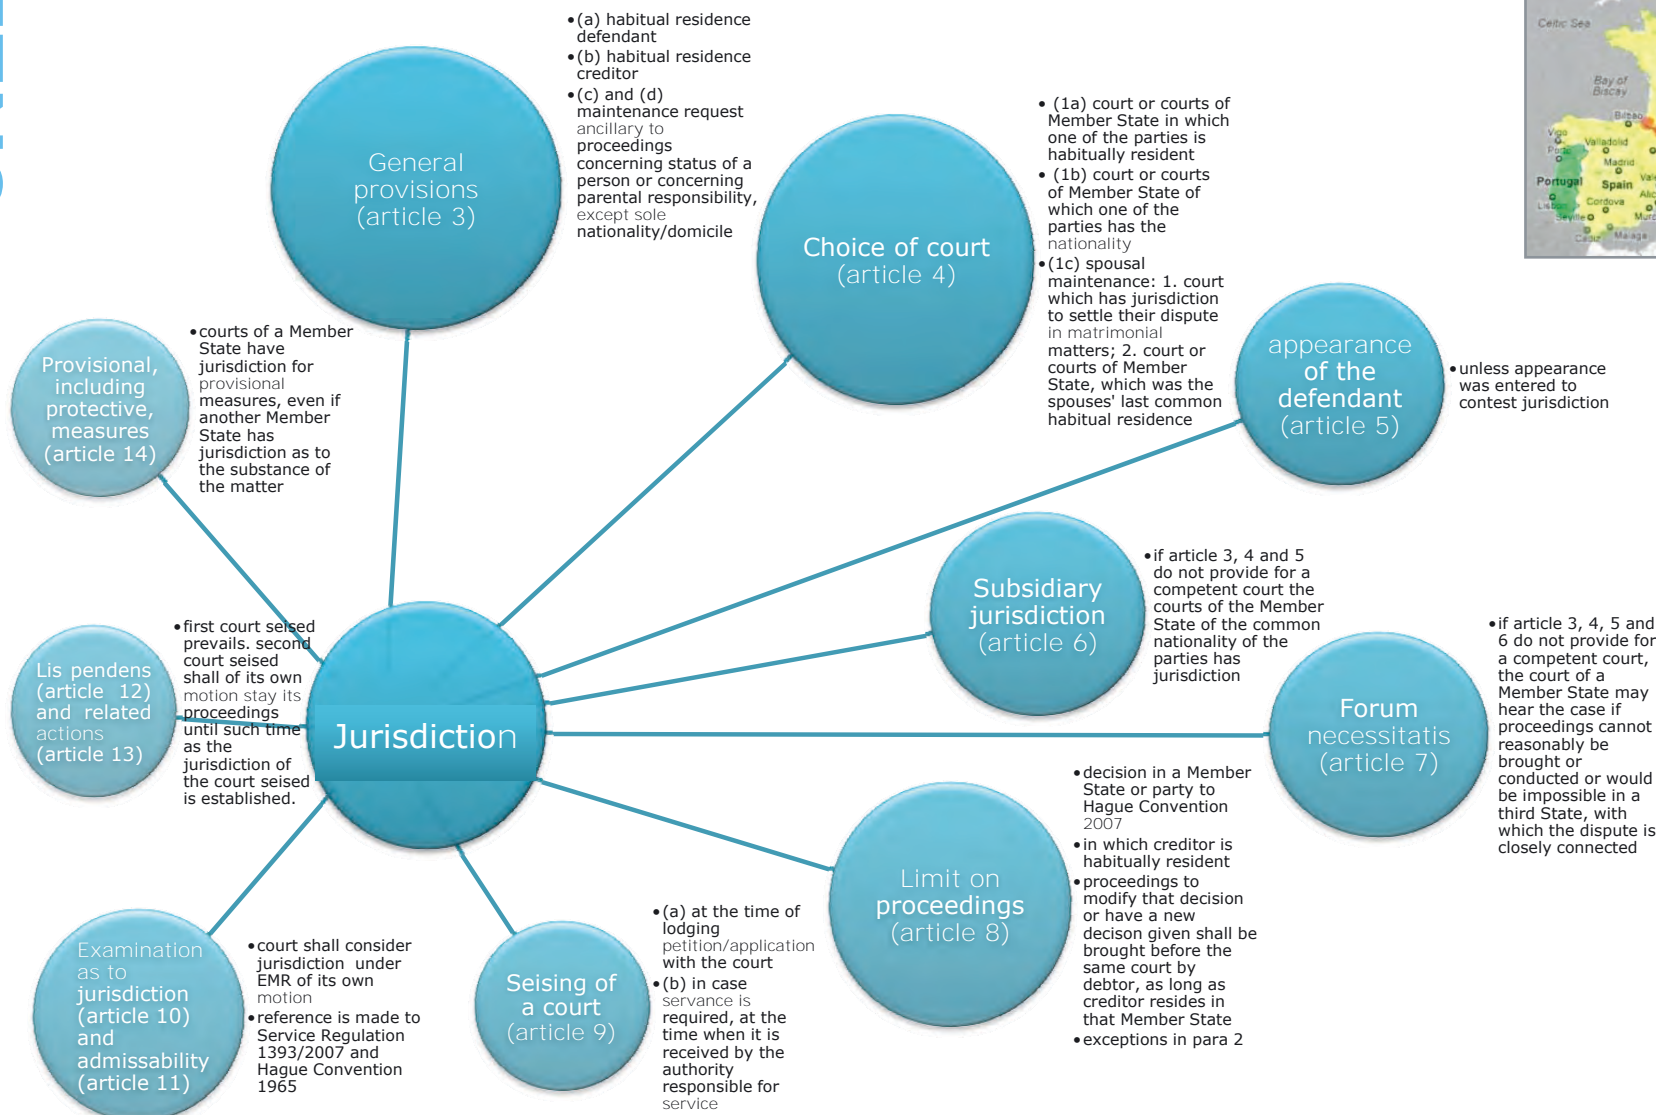 General
provisions
(article 3)
•(a) habitual residence
defendant
•(b) habitual residence
creditor
•(c) and (d)
maintenance request
ancillary to
proceedings
concerning status of a
person or concerning
parental responsibility,
except sole
nationality/domicile
Choice of court
(article 4)
• (1a) court or courts of
Member State in which
one of the parties is
habitually resident
• (1b) court or courts
of Member State of
which one of the
parties has the
nationality
•(1c) spousal
maintenance: 1. court
which has jurisdiction
to settle their dispute
in matrimonial
matters; 2. court or
courts of Member
State, which was the
spouses' last common
habitual residence
Celtic Sea
Bay of
Biscay
Bilbao
Vigo
Valladolid
Porto
Madrid
Portugal
Spain
Cordova
Seville
Malaga
appearance
of the
defendant
(article 5)
•unless appearance
was entered to
contest jurisdiction
Provisional,
including
protective,
measures
(article 14)
•courts of a Member
State have
jurisdiction for
provisional
measures, even if
another Member
State has
jurisdiction as to
the substance of
the matter
Subsidiary
jurisdiction
(article 6)
•if article 3, 4 and 5
do not provide for a
competent court the
courts of the Member
State of the common
nationality of the
parties has
jurisdiction
Forum
necessitatis
(article 7)
•if article 3, 4, 5 and
6 do not provide for
a competent court,
the court of a
Member State may
hear the case if
proceedings cannot
reasonably be
brought or
conducted or would
be impossible in a
third State, with
which the dispute is
closely connected
Lis pendens
(article 12)
and related
actions
(article 13)
•first court seised
prevails. second
court seised
shall of its own
motion stay its
proceedings
until such time
as the
jurisdiction of
the court seised
is established.
Jurisdiction
Limit on
proceedings
(article 8)
•decision in a Member
State or party to
Hague Convention
2007
•in which creditor is
habitually resident
•proceedings to
modify that decision
or have a new
decison given shall be
brought before the
same court by
debtor, as long as
creditor resides in
that Member State
•exceptions in para 2
Examination
as to
jurisdiction
(article 10)
and
admissability
(article 11)
•court shall consider
jurisdiction under
EMR of its own
motion
•reference is made to
Service Regulation
1393/2007 and
Hague Convention
1965
Seising of
a court
(article 9)
•(a) at the time of
lodging
petition/application
with the court
•(b) in case
servance is
required, at the
time when it is
received by the
authority
responsible for
service